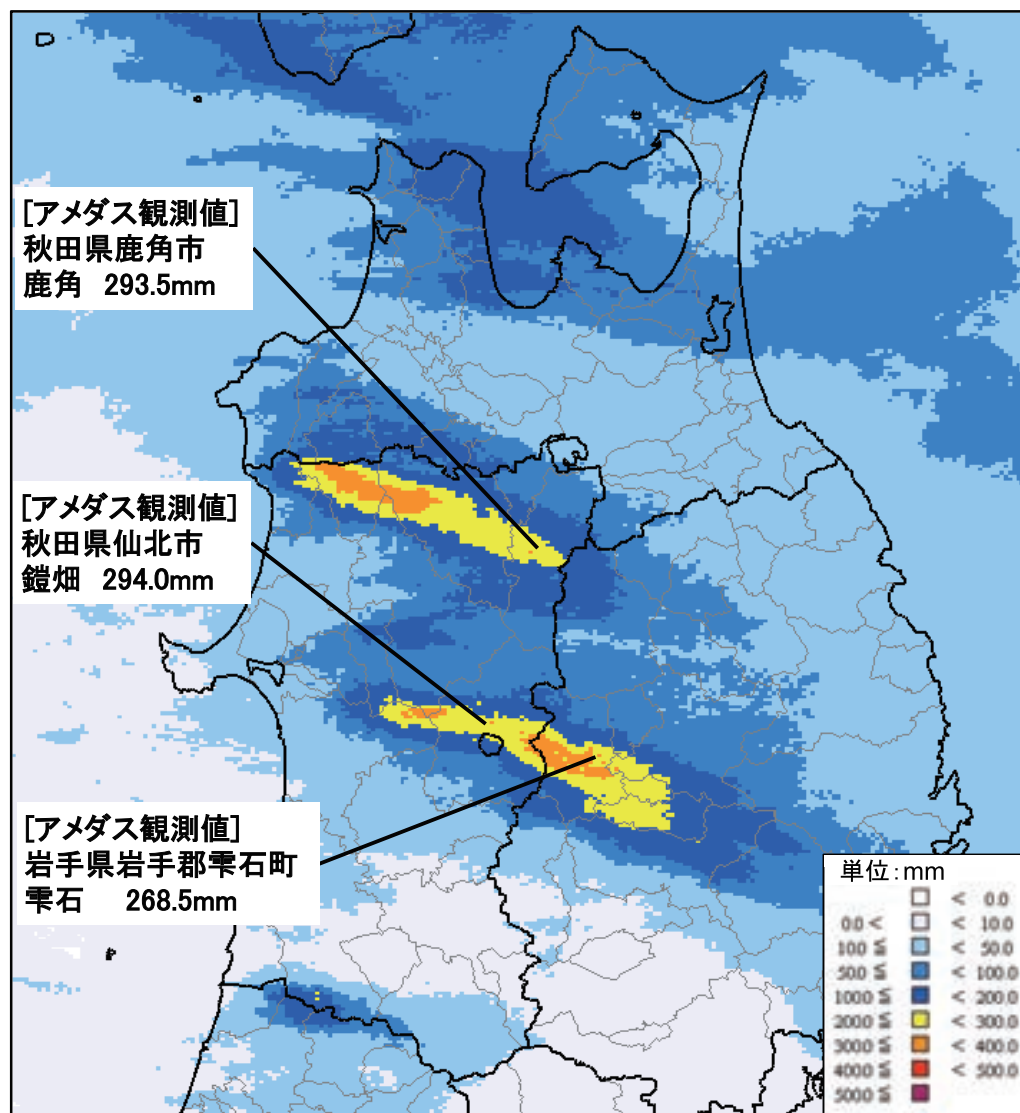 [アメダス観測値]
秋田県鹿角市
鹿角 293.5mm
[アメダス観測値]
秋田県仙北市
鎧畑 294.0mm
[アメダス観測値]
岩手県岩手郡雫石町
雫石 268.5mm
単位:mm
< 0.0
0.0 < < 10.0
10.0 ≦ < 50.0
50.0 ≦ < 100.0
100.0 ≦ < 200.0
200.0 ≦ < 300.0
300.0 ≦ < 400.0
400.0 ≦ < 500.0
500.0 ≦